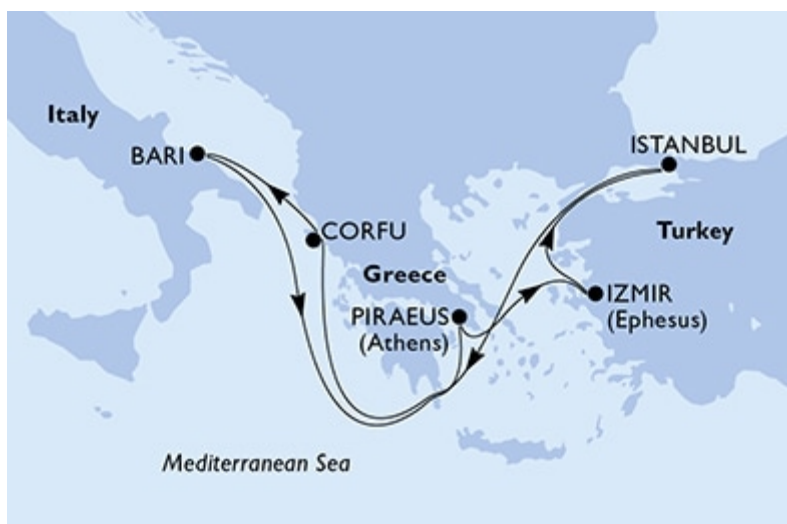 Italy
BARI
ISTANBUL
CORFU
Turkey
Greece
IZMIR
(Ephesus)
PIRAEUS
(Athens)
Mediterranean Sea